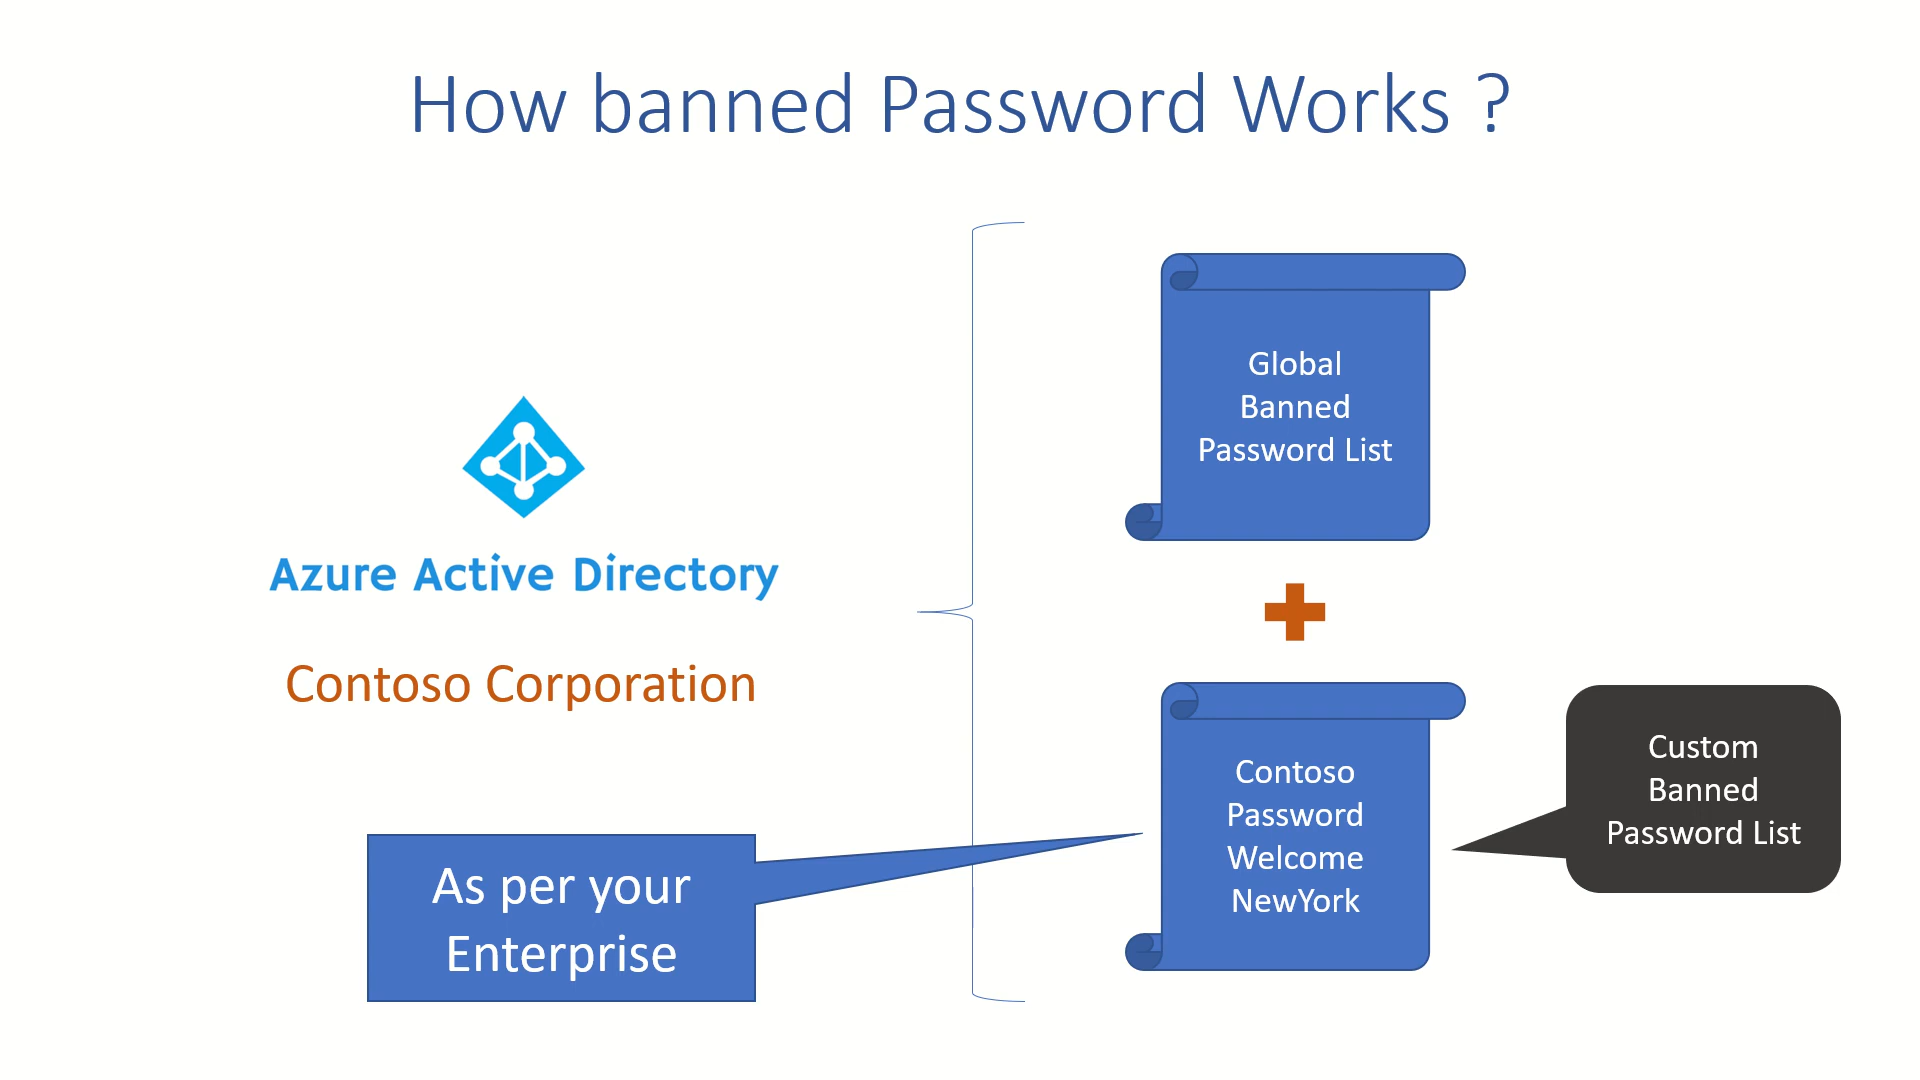 How banned Password Works ?
Global
Banned
Password List
Azure Active Directory
Contoso Corporation
Contoso
Password
Welcome
NewYork
Custom
Banned
Password List
As per your
Enterprise